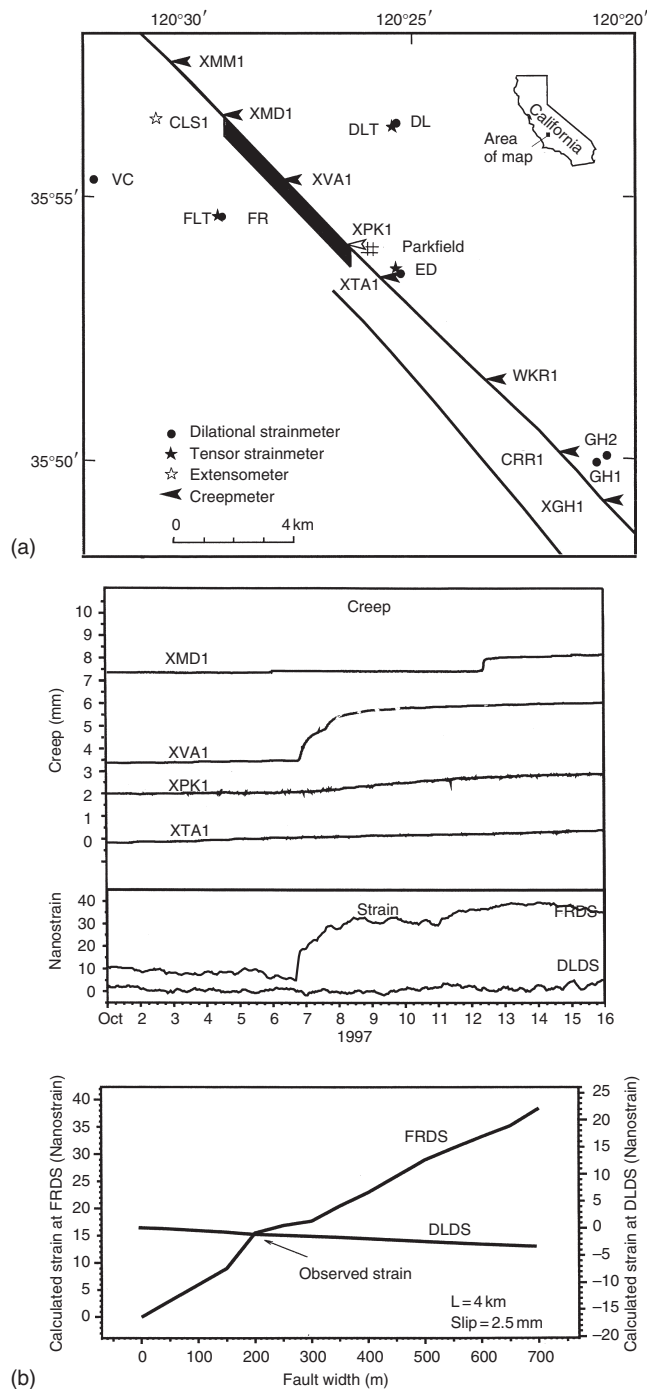 120°30′ 120°25′ 120°20′
XMM1
CLS1
XMD1
DLT
DL
California
Area
of map
VC
XVA1
35°55′
FLT
FR
XPK1
Parkfield
ED
XTA1
WKR1
Dilational strainmeter
Tensor strainmeter
Extensometer
Creepmeter
GH2
35°50′
CRR1
GH1
XGH1
0 4 km
(a)
Creep
10
9
XMD1
8
7
6
XVA1
5
4
3
XPK1
2
1
XTA1
0
Creep (mm)
40
Strain
FRDS
30
20
10
DLDS
0
Nanostrain
Oct 2 3 4 5 6 7 8 9 10 11 12 13 14 15 16
1997
Calculated strain at FRDS (Nanostrain)
40
35
30
25
20
15
10
5
0
FRDS
DLDS
Observed strain
L = 4 km
Slip = 2.5 mm
25
20
15
10
5
0
−5
−10
−15
−20
Calculated strain at DLDS (Nanostrain)
0 100 200 300 400 500 600 700
Fault width (m)
(b)